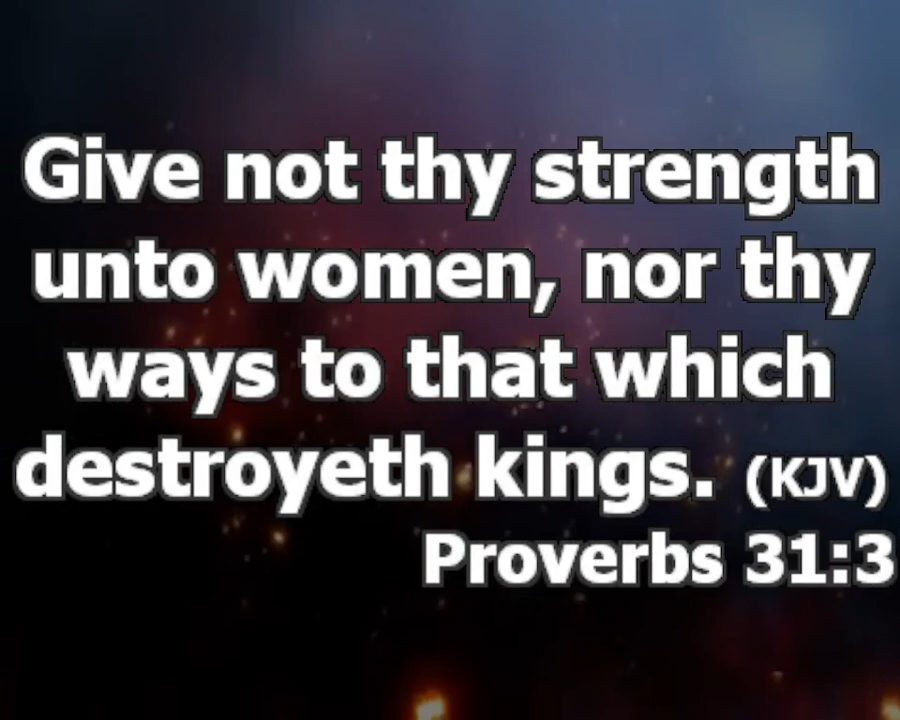 Give not thy strength
unto women, nor thy
ways to that which
destroyeth kings. (KJV)
Proverbs 31:3